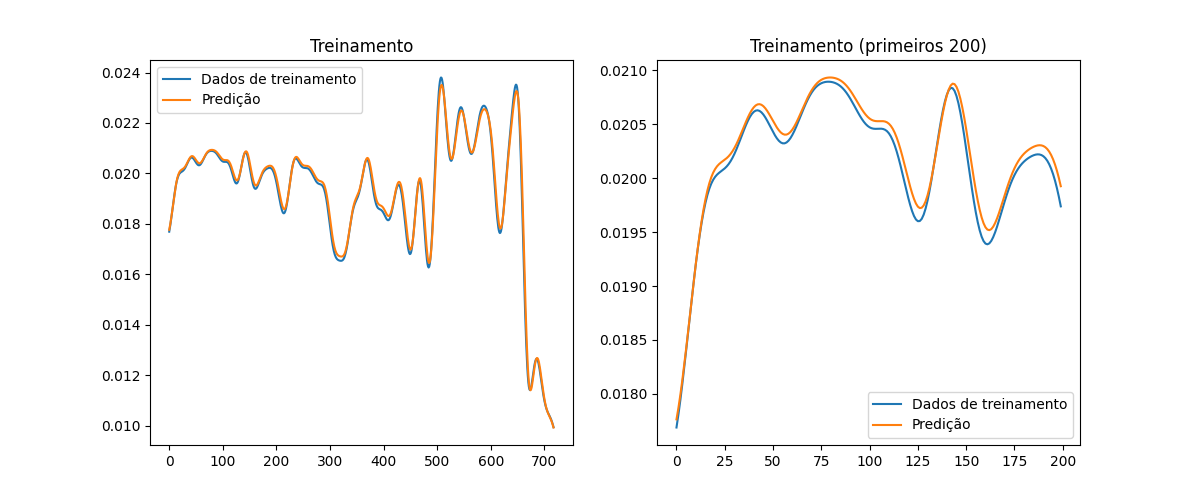 Treinamento
Dados de treinamento
Predição
0.024
0.022
0.020
0.018
0.016
0.014
0.012
0.010
0 100 200 300 400 500 600 700
Treinamento (primeiros 200)
0.0210
0.0205
0.0200
0.0195
0.0190
0.0185
0.0180
Dados de treinamento
Predição
0 25 50 75 100 125 150 175 200